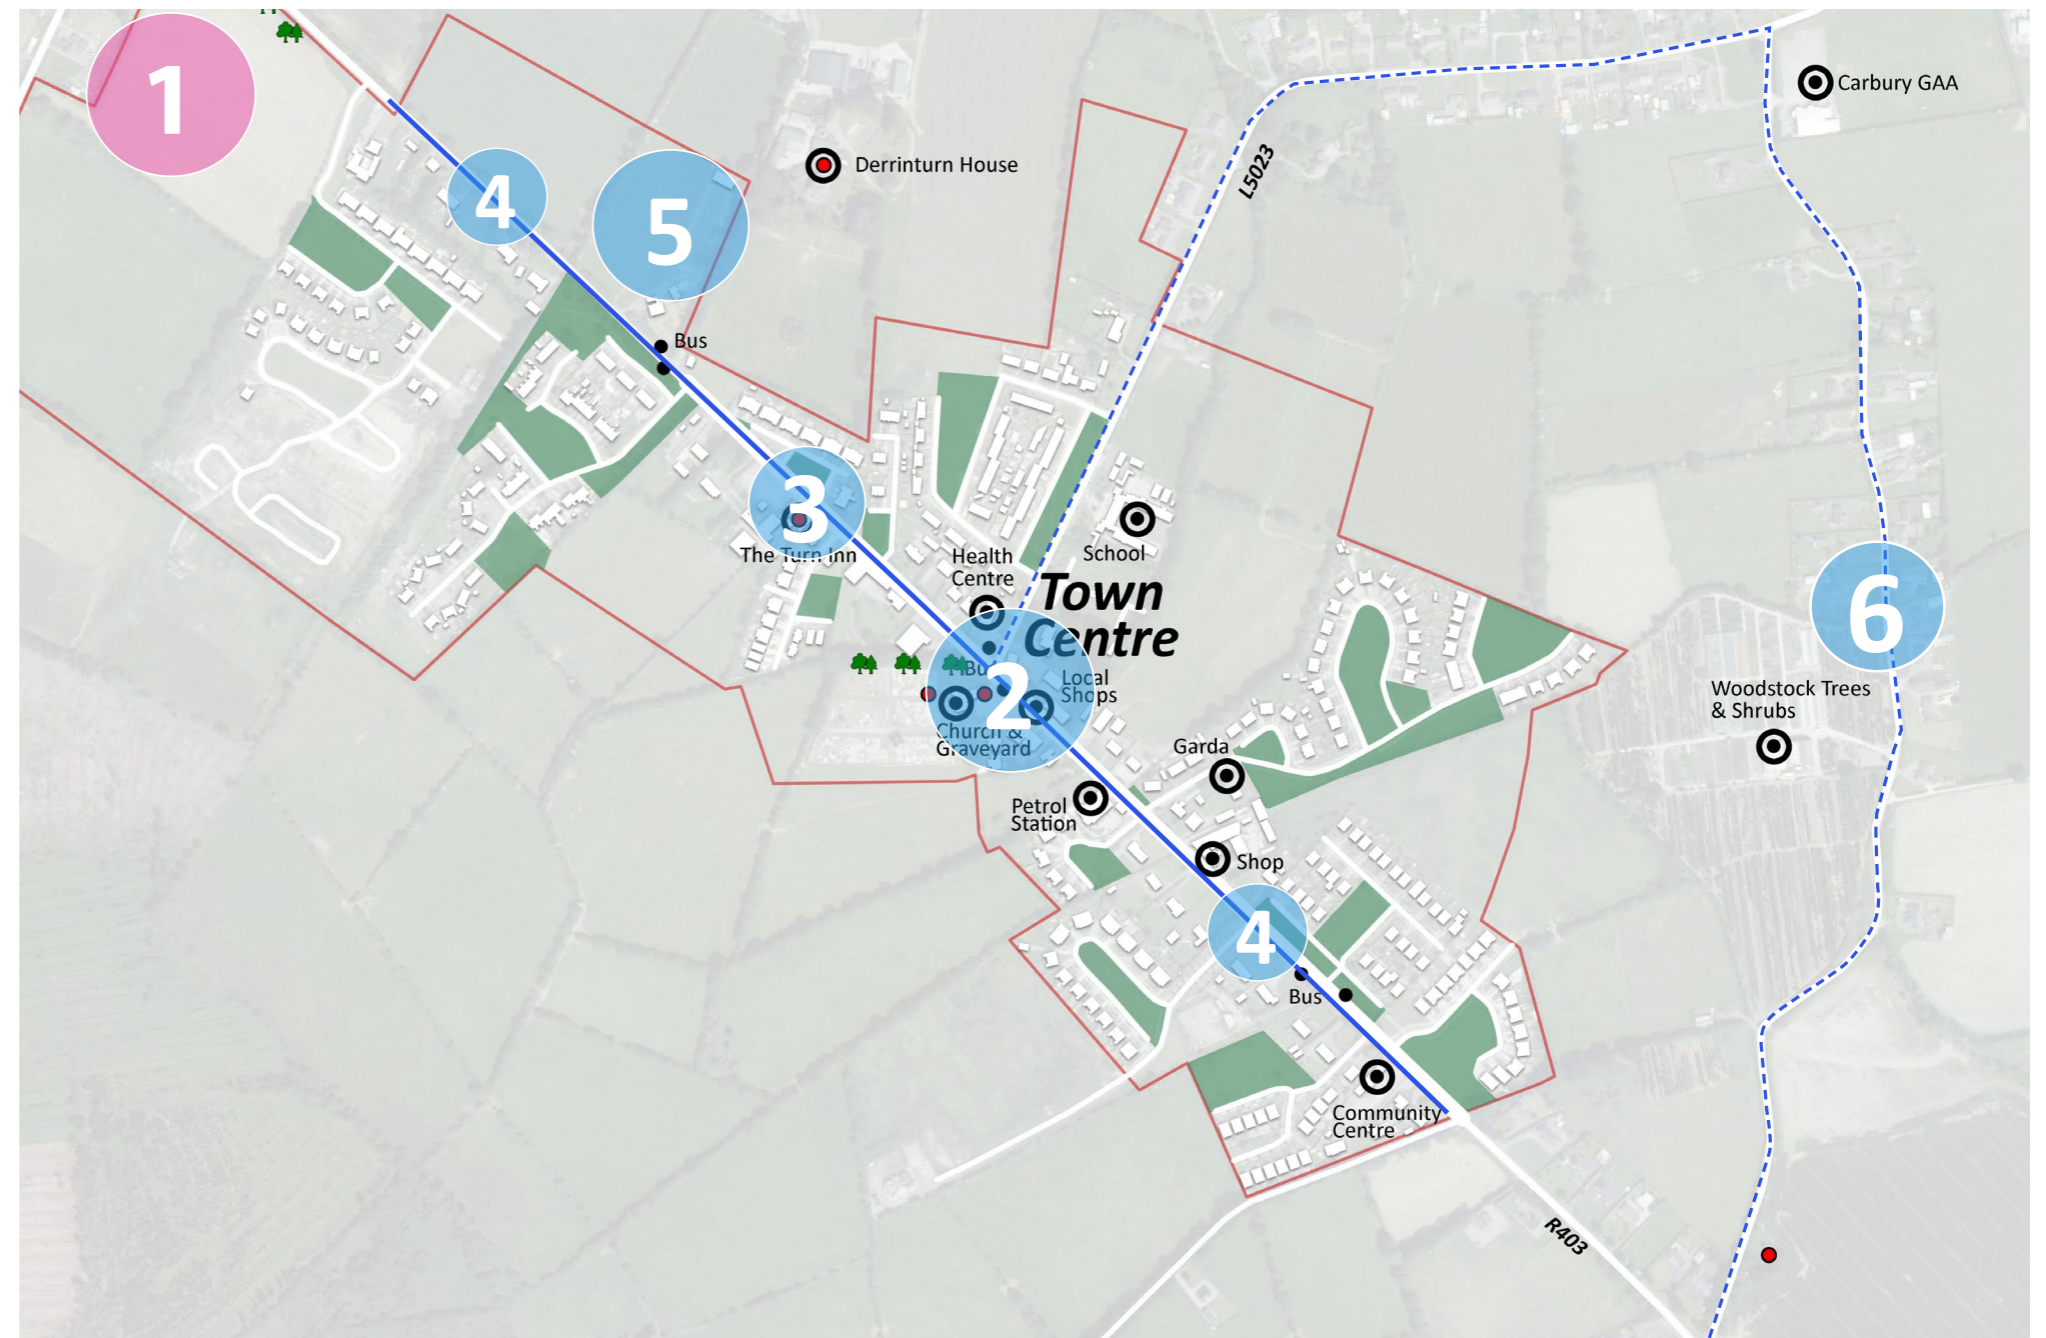 1
Carbury GAA
Derrinturn House
L5023
4
5
Bus
3
The Turn Inn
Health
Centre
School
Town
Centre
6
Bu
Local
Shops
2
Church &
Graveyard
Woodstock Trees
& Shrubs
Garda
Petrol
Station
Shop
4
Bus
Community
Centre
R403